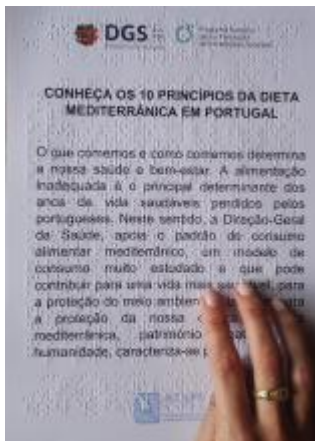 DGS
CONHEÇA OS 10 PRINCÍPIOS DA DIETA
MEDITERRÂNICA EM PORTUGAL
O que comemos e como comemos determina
a nossa saúde e bem-estar. A alimentação
inadequada é o principal determinante dos
anos de vida saudáveis perdidos pelos
portugueses. Neste sentido, a Direção-Geral
da Saúde, apoia o padrão de consumo
alimentar mediterrânico, um modelo de
consumo muito estudado e que pode
contribuir para uma vida mais para
a proteção do meio
a proteção da nossa
mediterrânica, património
humanidade, caracteriza-se